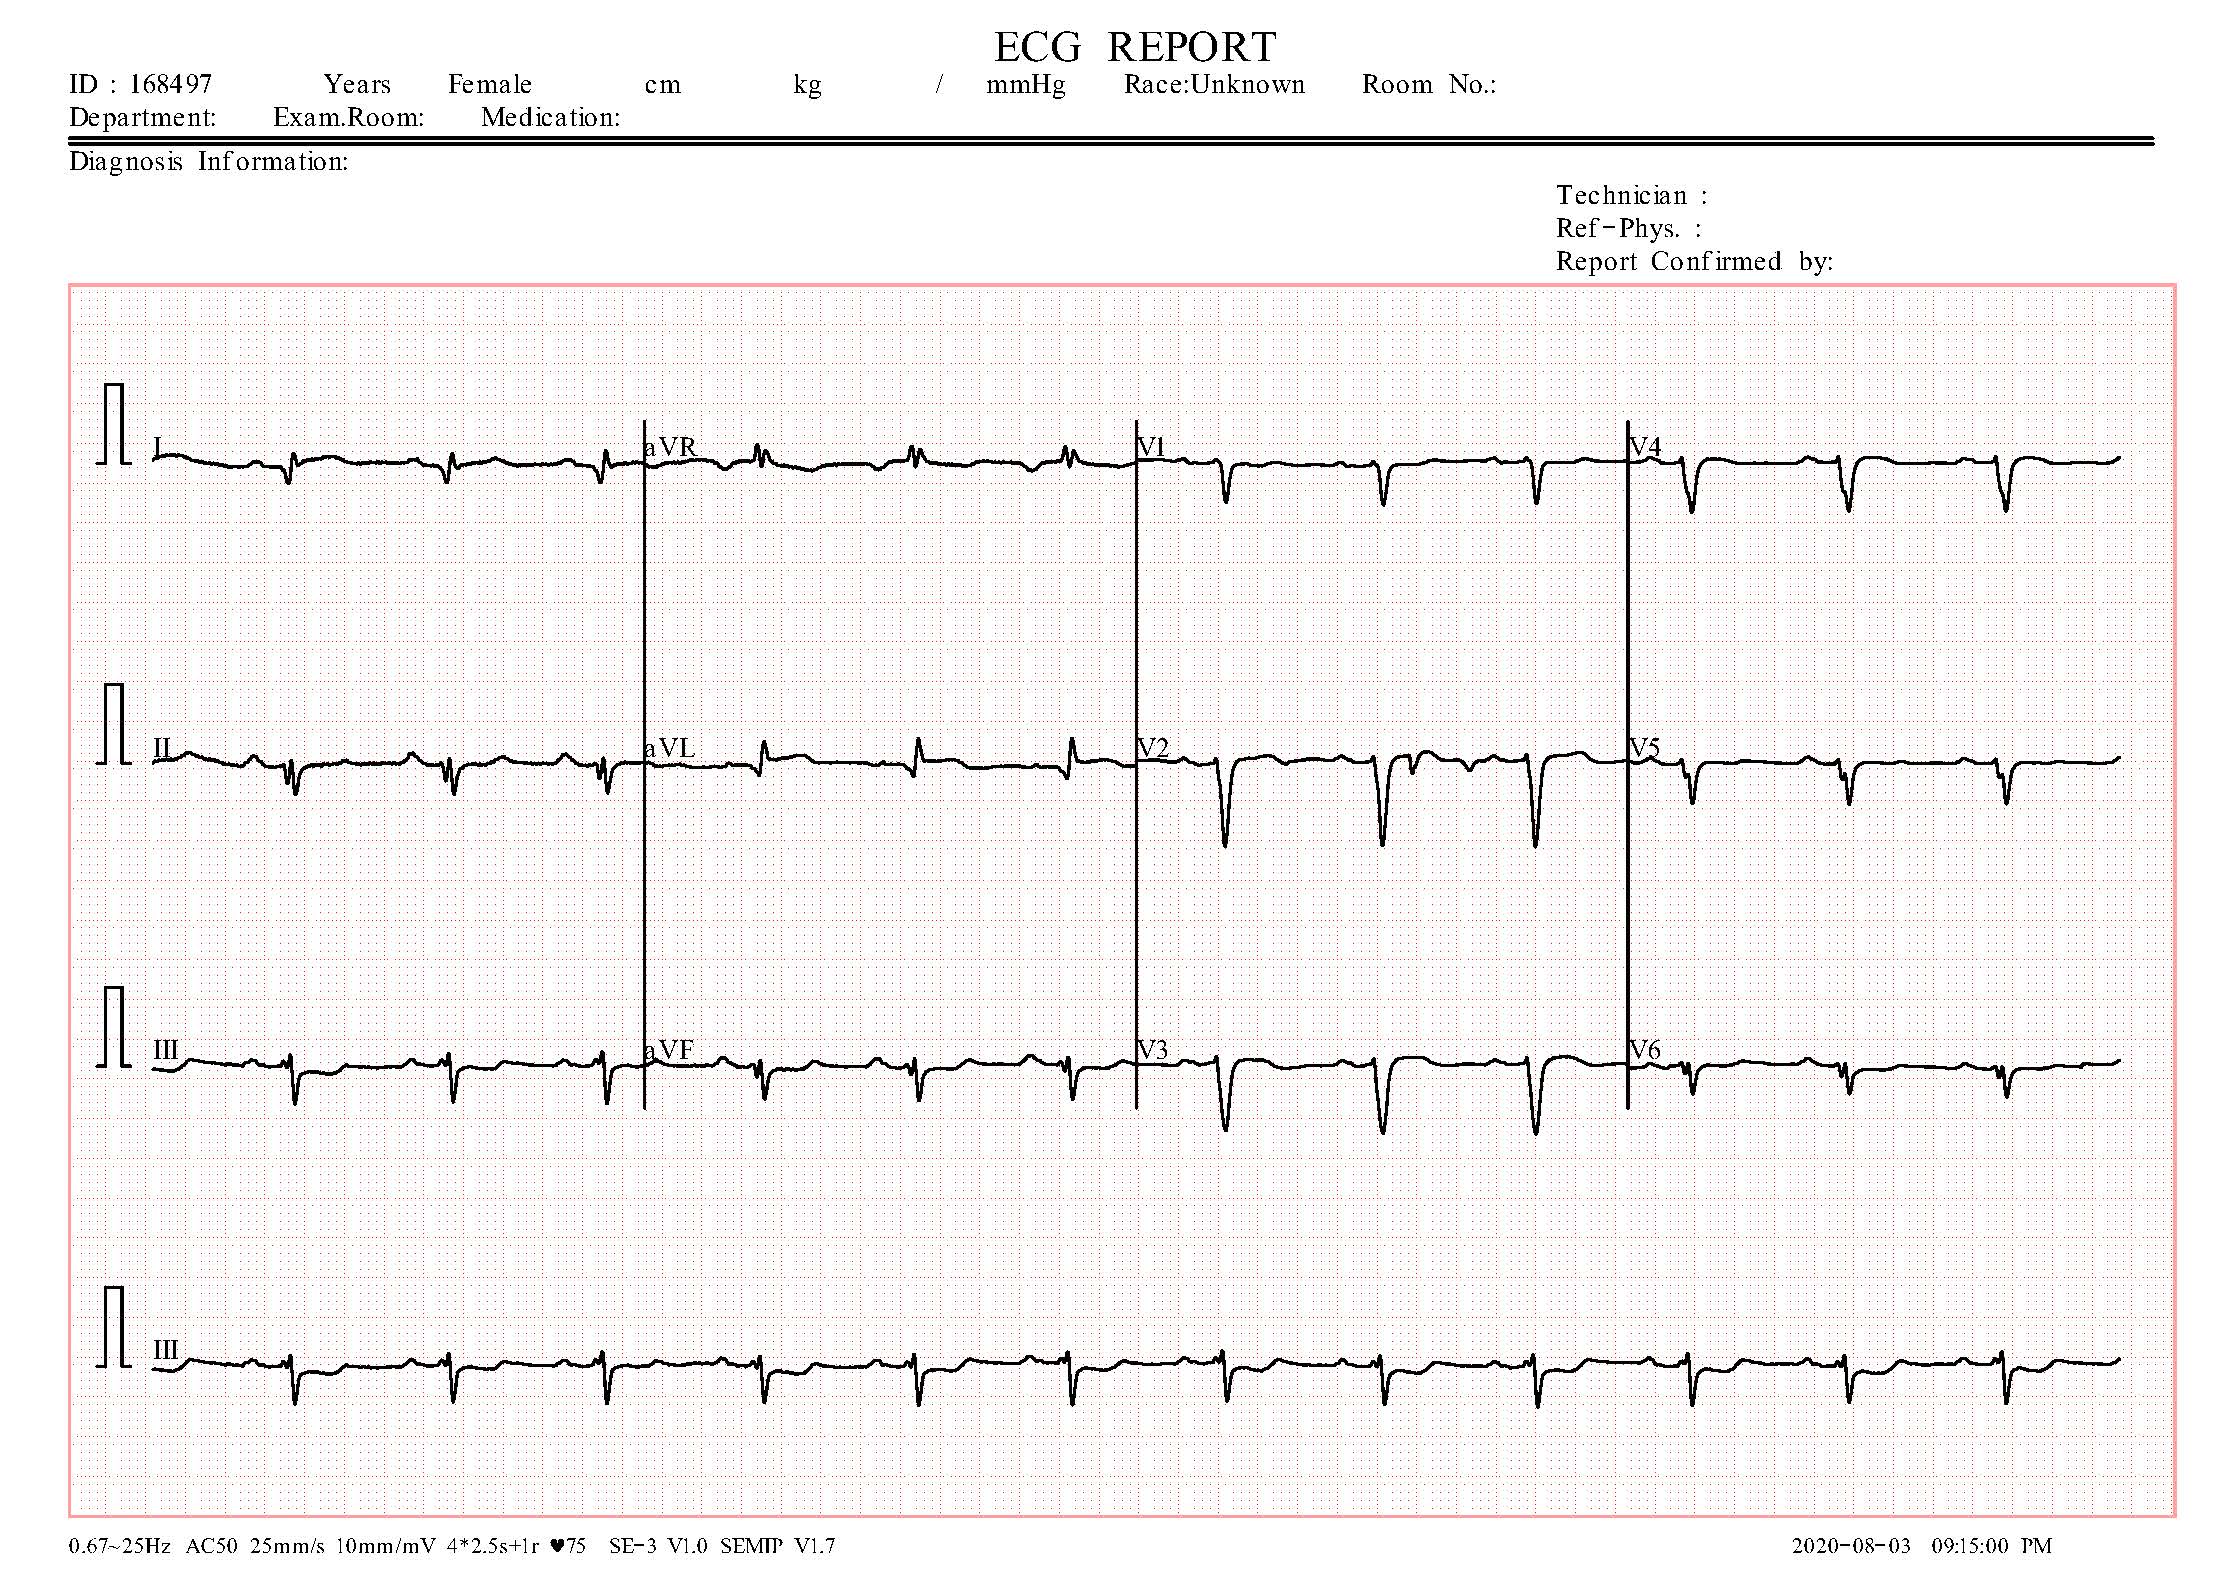 ECG REPORT
ID : 168497 Years Female cm kg / mmHg Race:Unknown Room No.:
Department: Exam.Room: Medication:
Diagnosis Information:
Technician :
Ref-Phys. :
Report Confirmed by:
I aVR V1 V4
II aVL V2 V5
III aVF V3 V6
III
0.67~25Hz AC50 25mm/s 10mm/mV 4*2.5s+1r ♥75 SE-3 V1.0 SEMIP V1.7 2020-08-03 09:15:00 PM